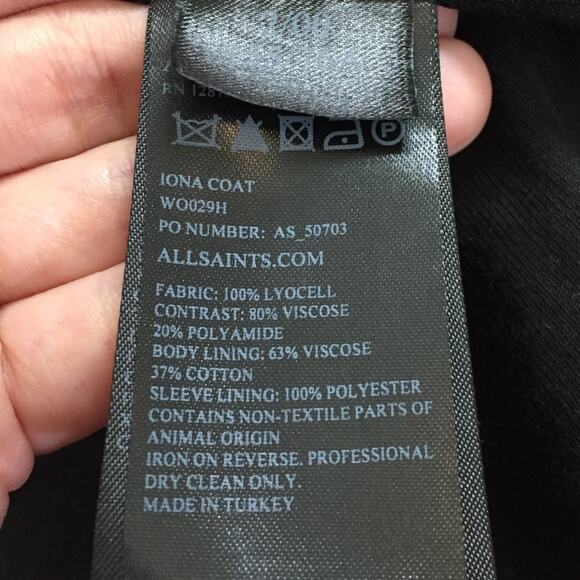 RN
P
IONA COAT
WO029H
PO NUMBER: AS_50703
ALLSAINTS.COM
FABRIC: 100% LYOCELL
CONTRAST: 80% VISCOSE
20% POLYAMIDE
BODY LINING: 63% VISCOSE
37% COTTON
SLEEVE LINING: 100% POLYESTER
CONTAINS NON-TEXTILE PARTS OF
ANIMAL ORIGIN
IRON ON REVERSE. PROFESSIONAL
DRY CLEAN ONLY.
MADE IN TURKEY